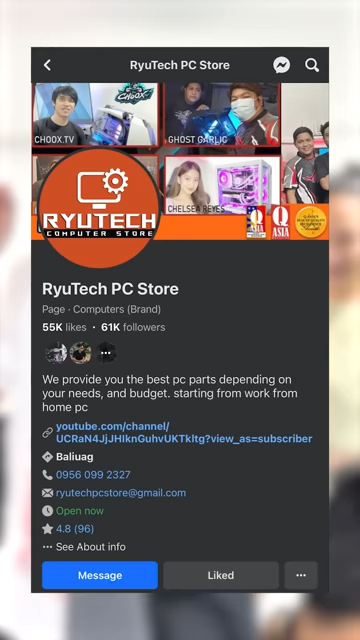 RyuTech PC Store
CHOOX
CHOOX.TV
GHOST GARLIC
CHELSEA REYES
RYUTECH
COMPUTER STORE
Q ASIA
Q ASIA
RyuTech PC Store
Page · Computers (Brand)
55K likes · 61K followers
We provide you the best pc parts depending on
your needs, and budget. starting from work from
home pc
youtube.com/channel/
UCRaN4JjJHIknGuhvUKTkltg?view_as=subscriber
Baliuag
0956 099 2327
ryutechpcstore@gmail.com
Open now
4.8 (96)
··· See About info
Message
Liked